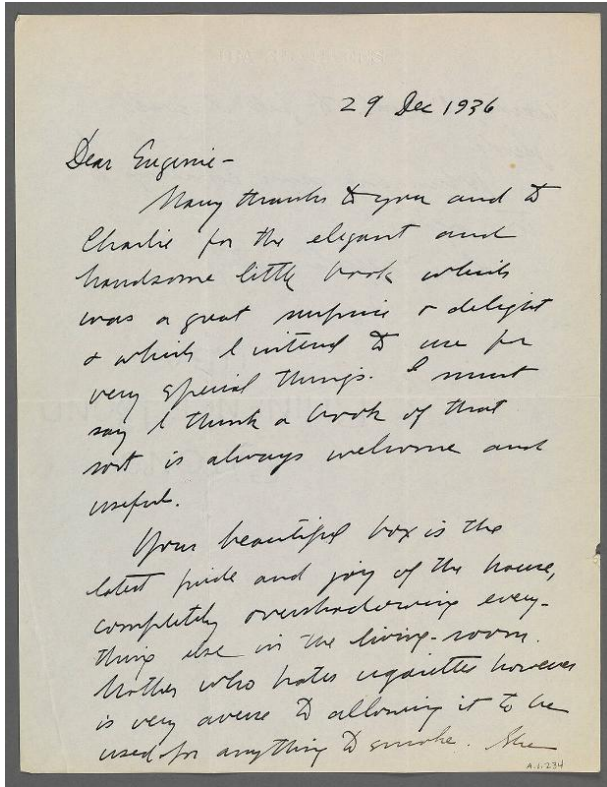 29 Dec 1936
Dear Eugenie-
Many thanks to you and to
Charlie for the elegant and
handsome little book which
was a great surprise & delight
& which I intend to use for
very special things. I must
say I think a book of that
sort is always welcome and
useful.
Your beautiful box is the
latest pride and joy of the house,
completely overshadowing every-
thing else in the living-room.
Mother who hates cigarettes however
is very averse to allowing it to be
used for anything to smoke. She
A.1.234